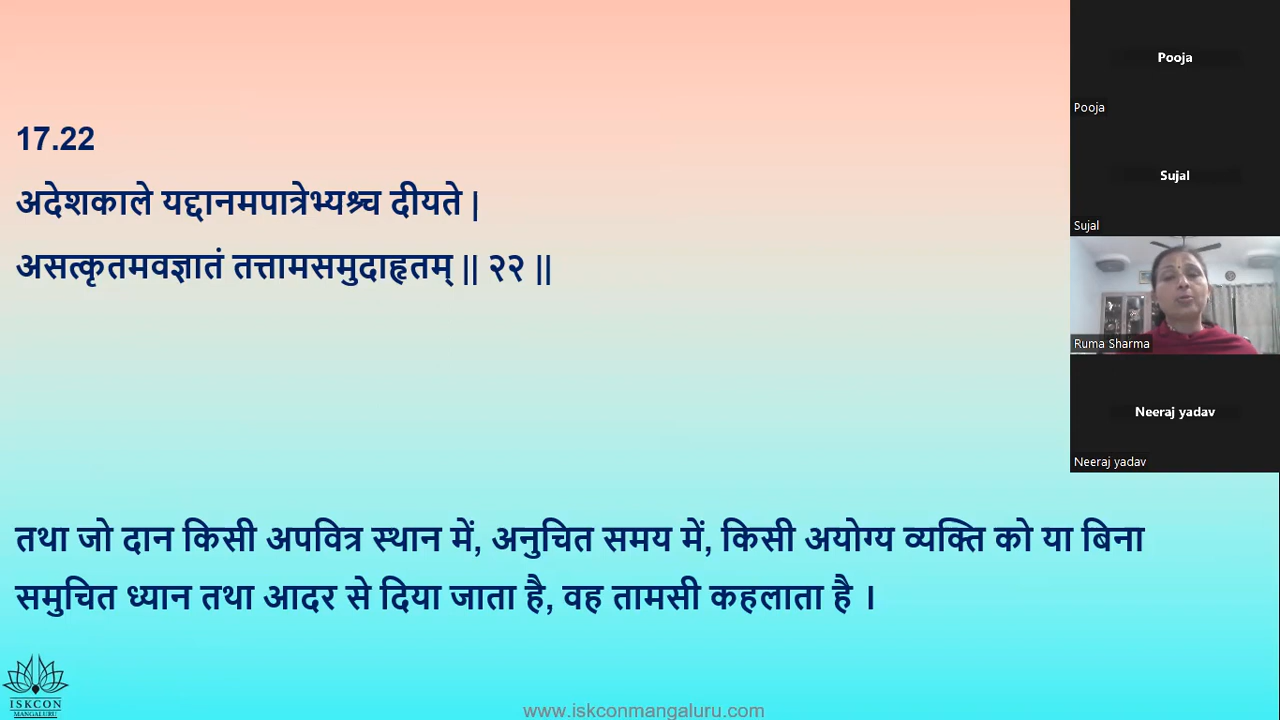 17.22
अदेशकाले यद्दानमपात्रेभ्यश्र्च दीयते |
असत्कृतमवज्ञातं तत्तामसमुदाहृतम् || २२ ||
तथा जो दान किसी अपवित्र स्थान में, अनुचित समय में, किसी अयोग्य व्यक्ति को या बिना
समुचित ध्यान तथा आदर से दिया जाता है, वह तामसी कहलाता है ।
ISKCON
MANGALURU
www.iskconmangaluru.com
Pooja
Pooja
Sujal
Sujal
Ruma Sharma
Neeraj yadav
Neeraj yadav